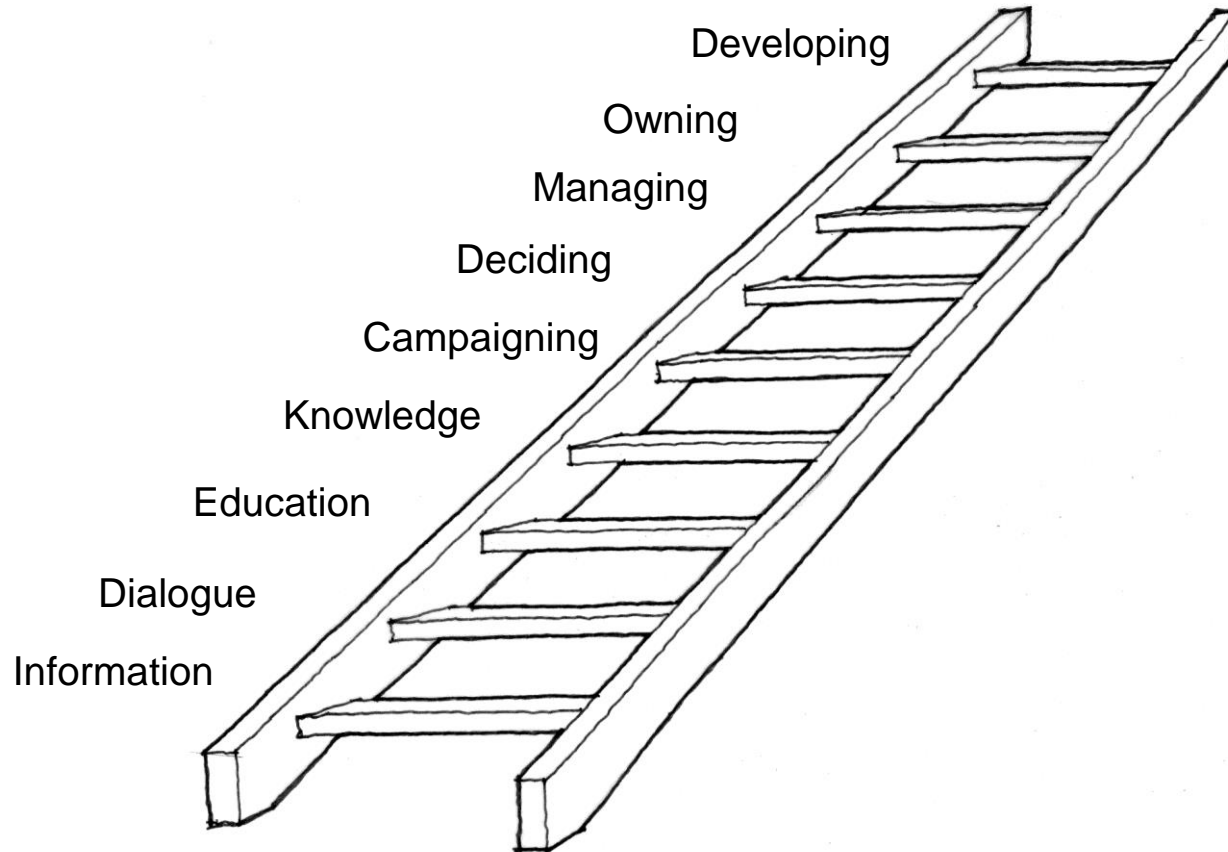 Developing
Owning
Managing
Deciding
Campaigning
Knowledge
Education
Dialogue
Information